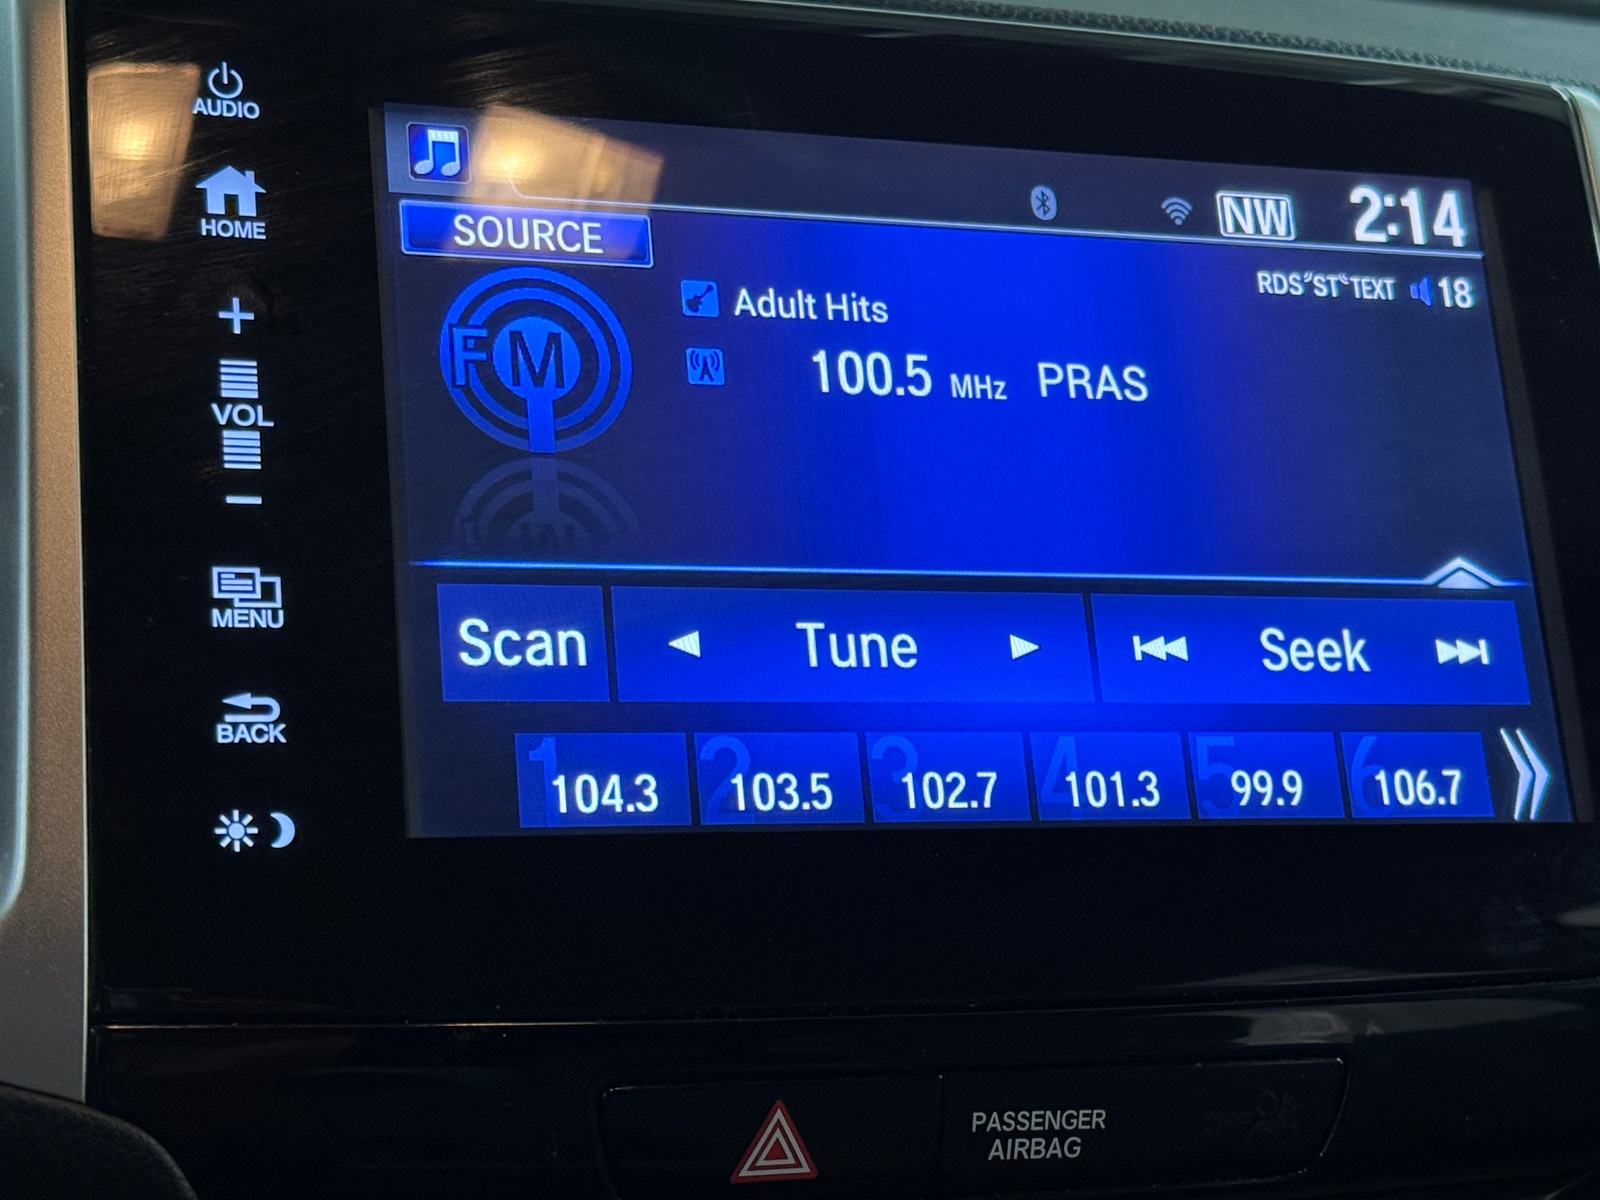 AUDIO
HOME
+
VOL
−
MENU
BACK
SOURCE
NW 2:14
RDS "ST" TEXT 18
FM
Adult Hits
100.5 MHz PRAS
Scan Tune Seek
1 104.3
2 103.5
3 102.7
4 101.3
5 99.9
6 106.7
PASSENGER
AIRBAG